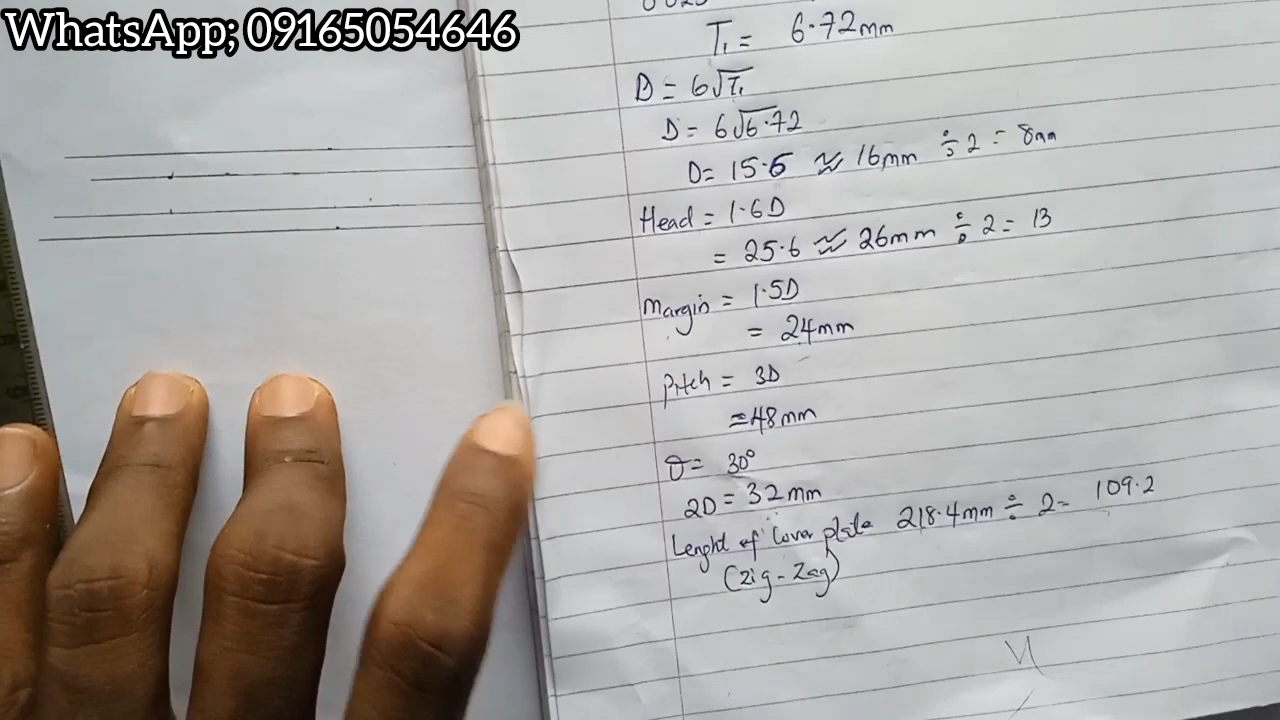 WhatsApp; 09165054646
T₁ = 6.72mm
D = 6√T₁
D = 6√6.72
D = 15.5 ≈ 16mm ÷ 2 = 8mm
Head = 1.6D
= 25.6 ≈ 26mm ÷ 2 = 13
Margin = 1.5D
= 24mm
Pitch = 3D
= 48mm
θ = 30°
2D = 32mm
Lenght of Cover plate 218.4mm ÷ 2 = 109.2
(Zig-Zag)